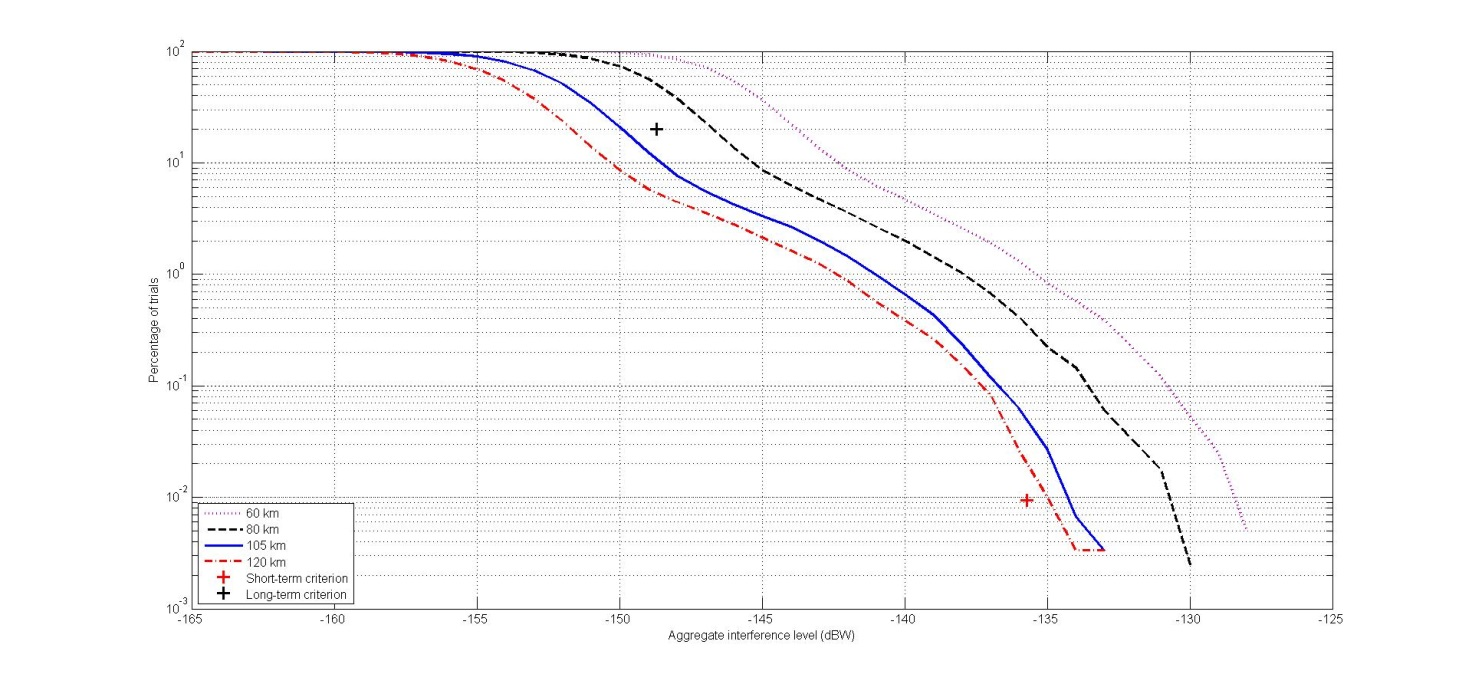 10^2
10^1
10^0
10^-1
10^-2
10^-3
Percentage of trials
60 km
80 km
105 km
120 km
Short-term criterion
Long-term criterion
-165 -160 -155 -150 -145 -140 -135 -130 -125
Aggregate interference level (dBW)